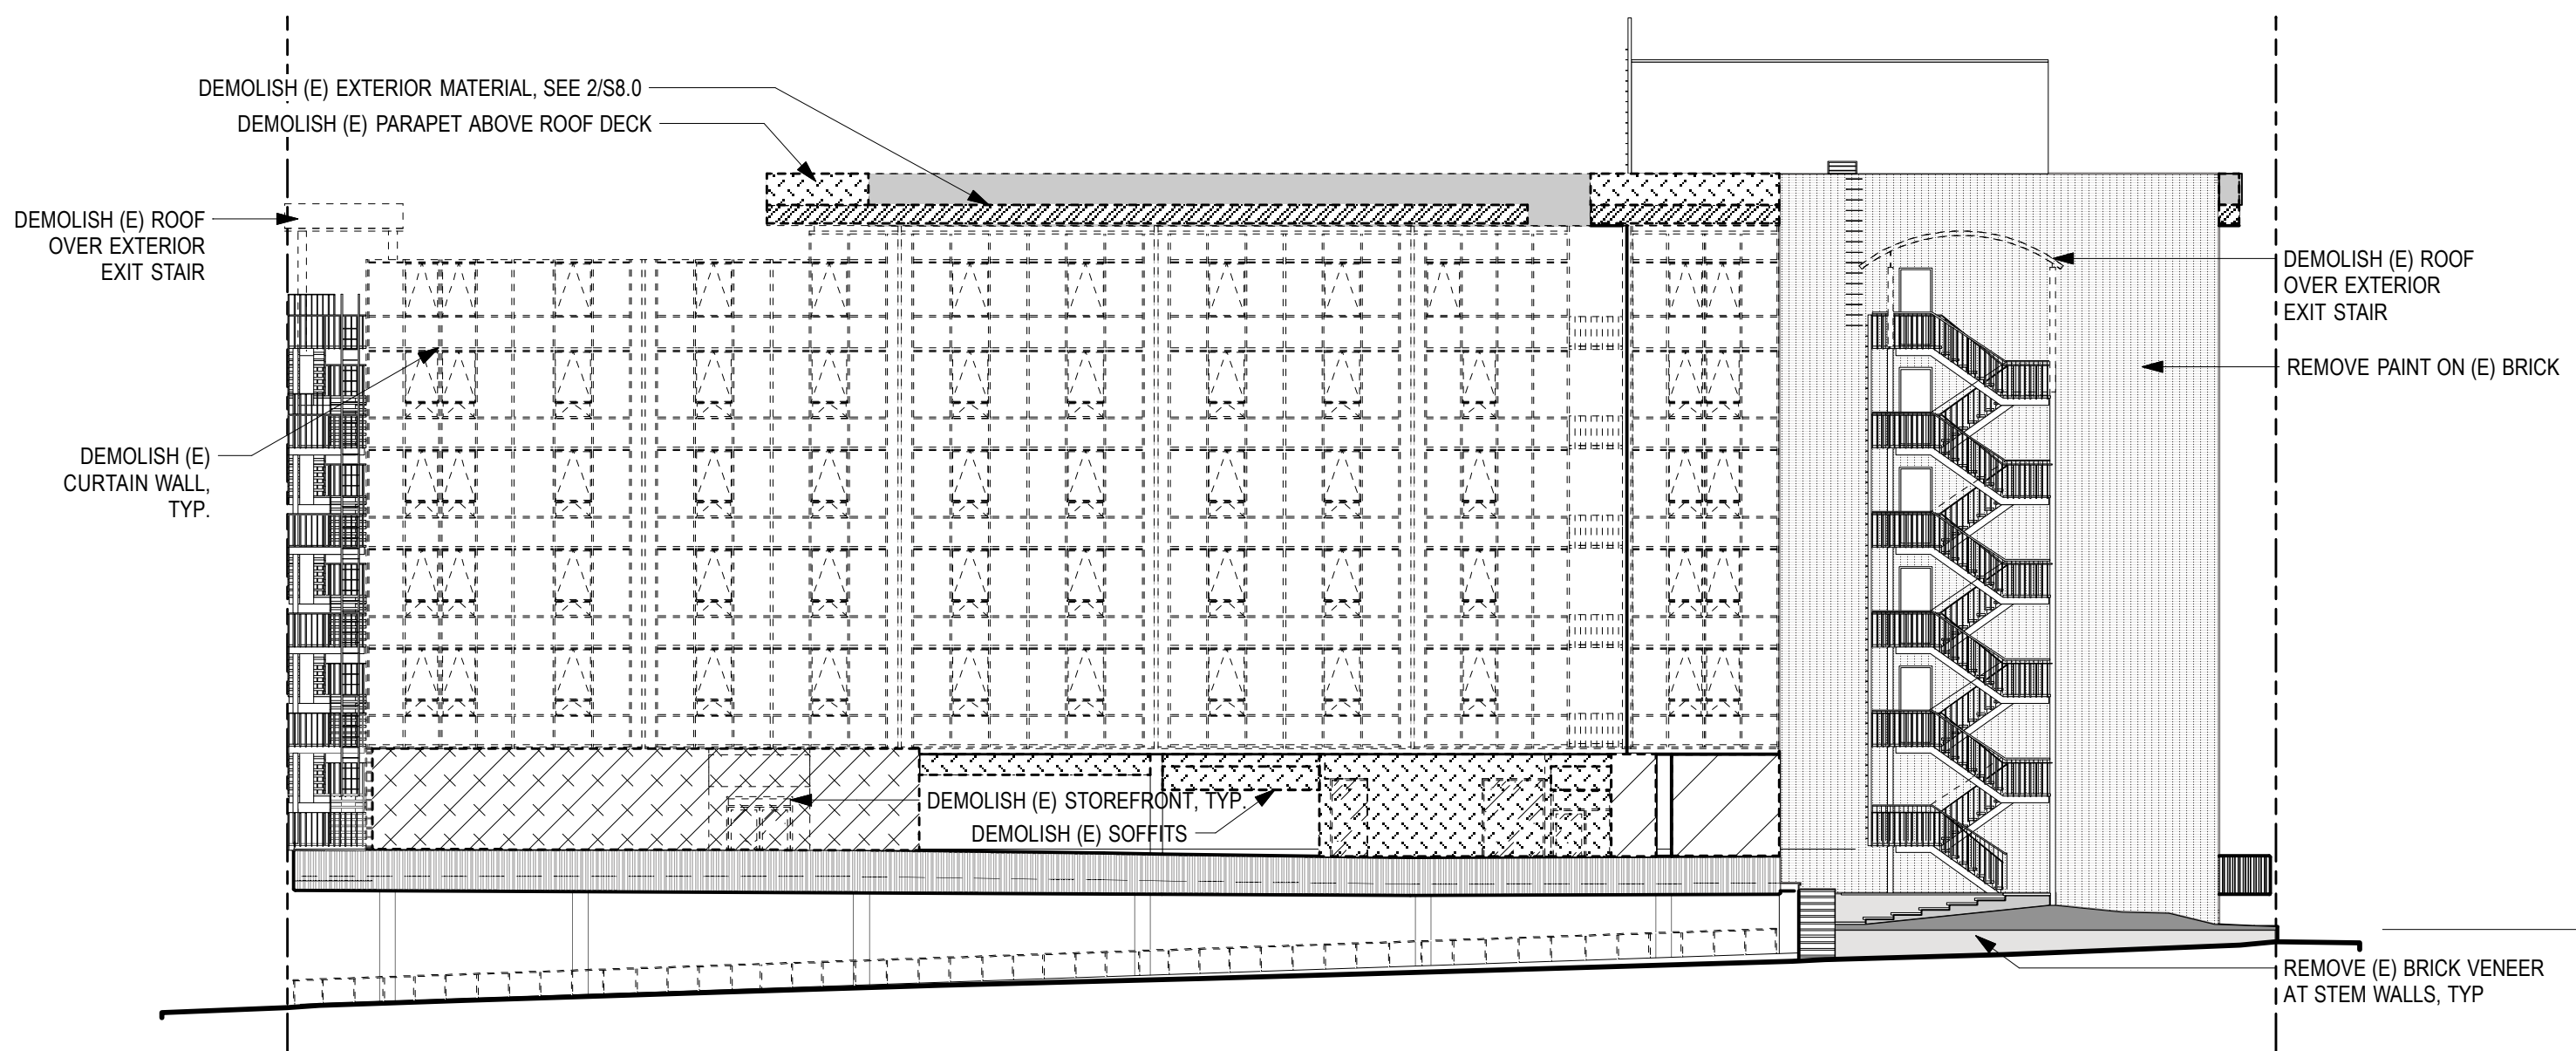 DEMOLISH (E) EXTERIOR MATERIAL, SEE 2/S8.0
DEMOLISH (E) PARAPET ABOVE ROOF DECK
DEMOLISH (E) ROOF
OVER EXTERIOR
EXIT STAIR
DEMOLISH (E)
CURTAIN WALL,
TYP.
DEMOLISH (E) STOREFRONT, TYP.
DEMOLISH (E) SOFFITS
DEMOLISH (E) ROOF
OVER EXTERIOR
EXIT STAIR
REMOVE PAINT ON (E) BRICK
REMOVE (E) BRICK VENEER
AT STEM WALLS, TYP